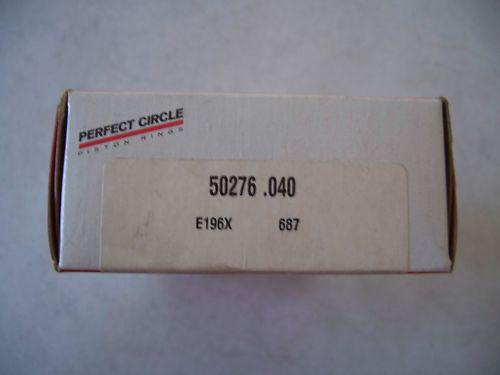 PERFECT CIRCLE
PISTON RINGS
50276 .040
E196X 687